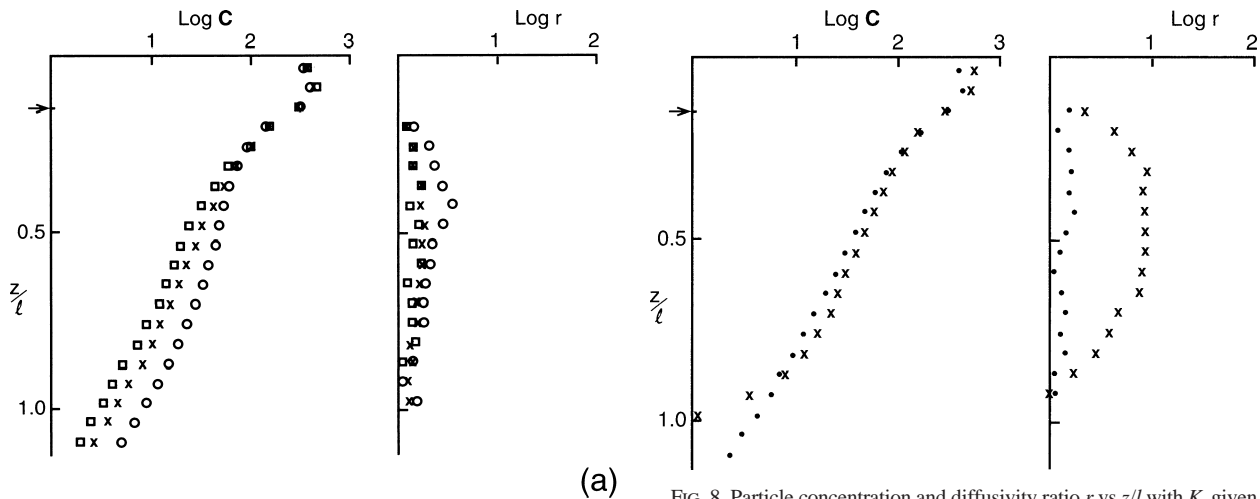 Log C
Log r
Log C
Log r
1 2 3
1 2
1 2 3
1 2
0.5
0.5
z/ℓ
z/ℓ
1.0
1.0
(a)
FIG. 8. Particle concentration and diffusivity ratio r vs z/l with K given